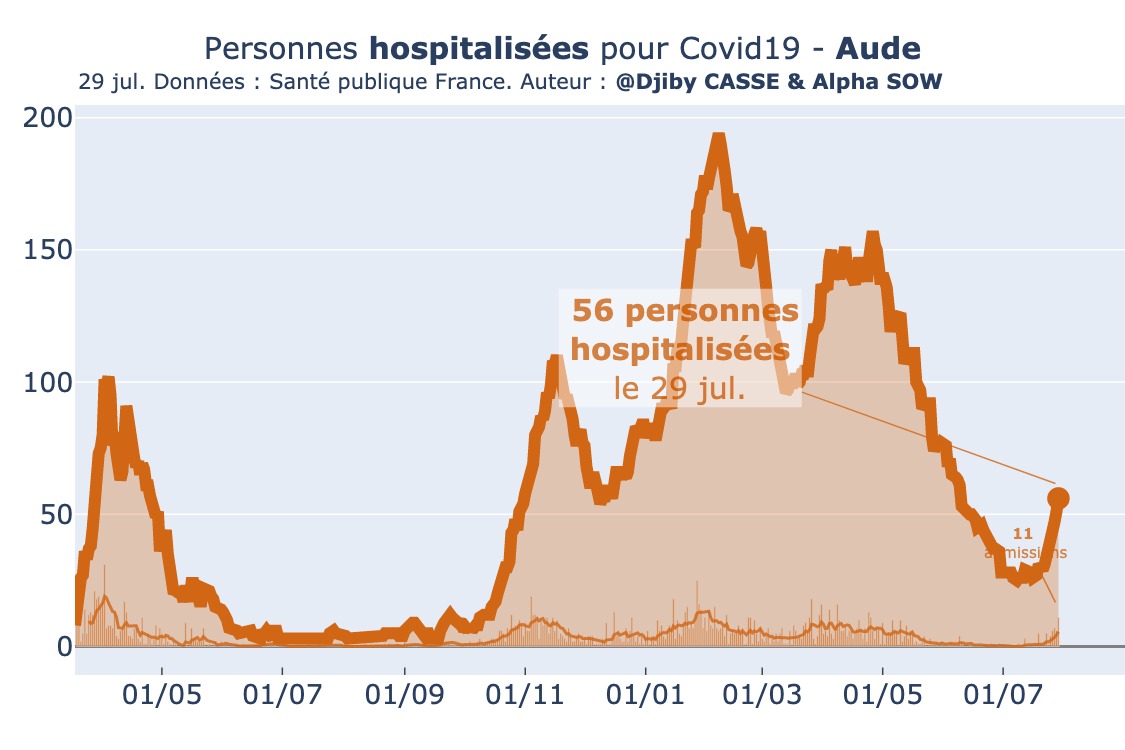 Personnes hospitalisées pour Covid19 - Aude
29 jul. Données : Santé publique France. Auteur : @Djiby CASSE & Alpha SOW
200
150
100
50
0
56 personnes
hospitalisées
le 29 jul.
11
admissions
01/05 01/07 01/09 01/11 01/01 01/03 01/05 01/07